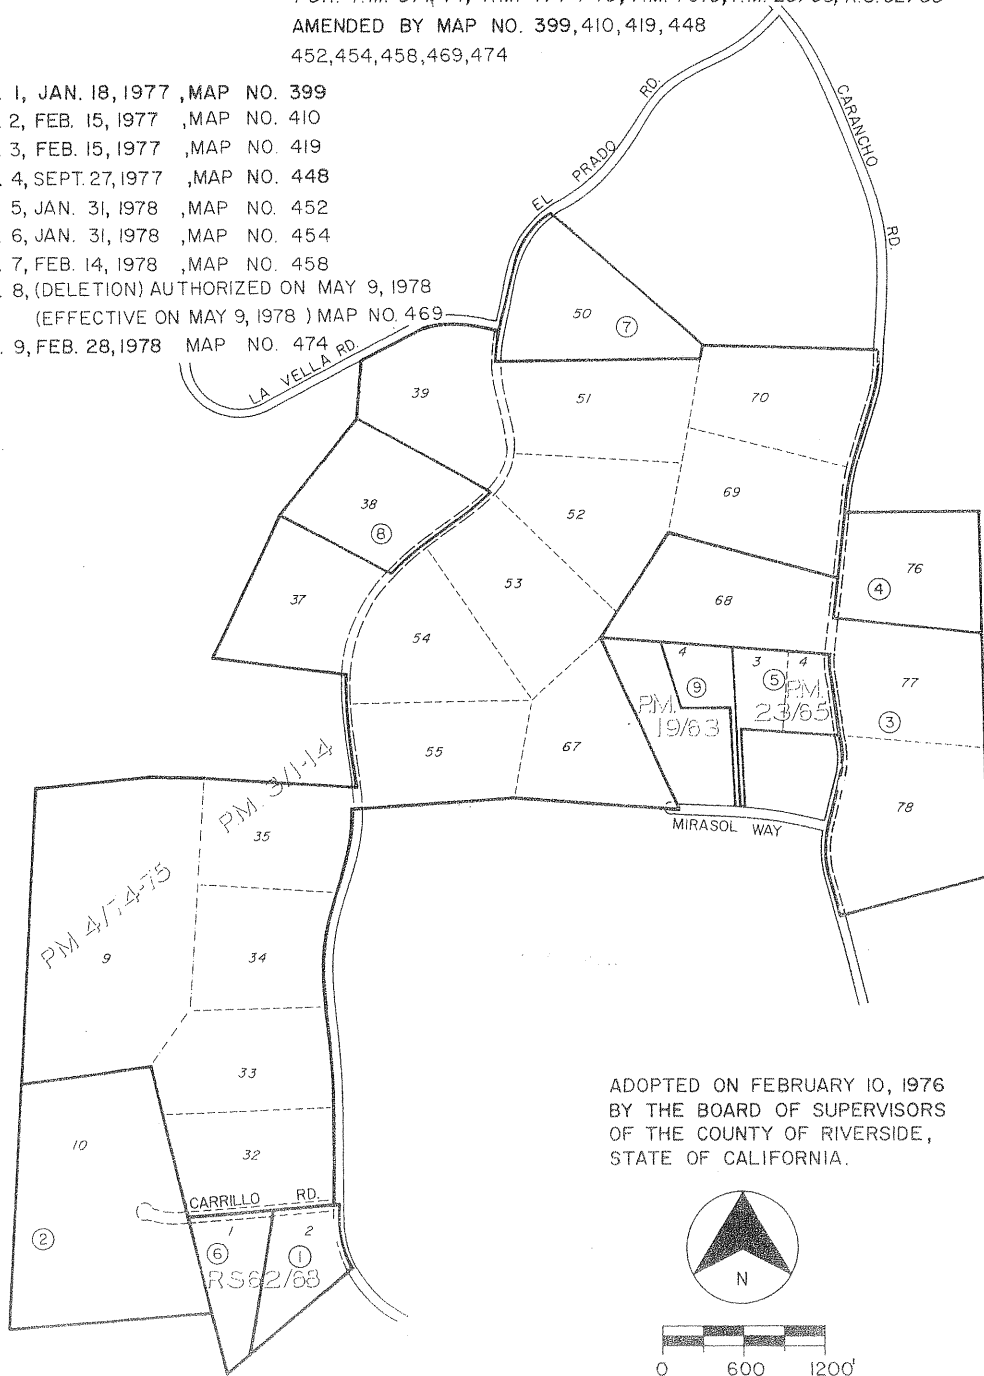 AMENDED BY MAP NO. 399,410,419,448
452,454,458,469,474
1, JAN. 18, 1977 ,MAP NO. 399
2, FEB. 15, 1977 ,MAP NO. 410
3, FEB. 15, 1977 ,MAP NO. 419
4, SEPT. 27, 1977 ,MAP NO. 448
5, JAN. 31, 1978 ,MAP NO. 452
6, JAN. 31, 1978 ,MAP NO. 454
7, FEB. 14, 1978 ,MAP NO. 458
8, (DELETION) AUTHORIZED ON MAY 9, 1978
(EFFECTIVE ON MAY 9, 1978 ) MAP NO. 469
9, FEB. 28, 1978 MAP NO. 474
EL PRADO RD.
CARANCHO RD.
LA VELLA RD.
50
7
39
51
70
38
8
52
69
76
4
37
53
68
54
4
9
3
5
4
77
3
P.M.
19/63
P.M.
23/65
55
67
78
MIRASOL WAY
P.M. 3/1-14
35
PM 4/74-75
9
34
33
10
32
CARRILLO RD.
2
1
6
2
1
RS62/68
ADOPTED ON FEBRUARY 10, 1976
BY THE BOARD OF SUPERVISORS
OF THE COUNTY OF RIVERSIDE,
STATE OF CALIFORNIA.
N
0 600 1200'